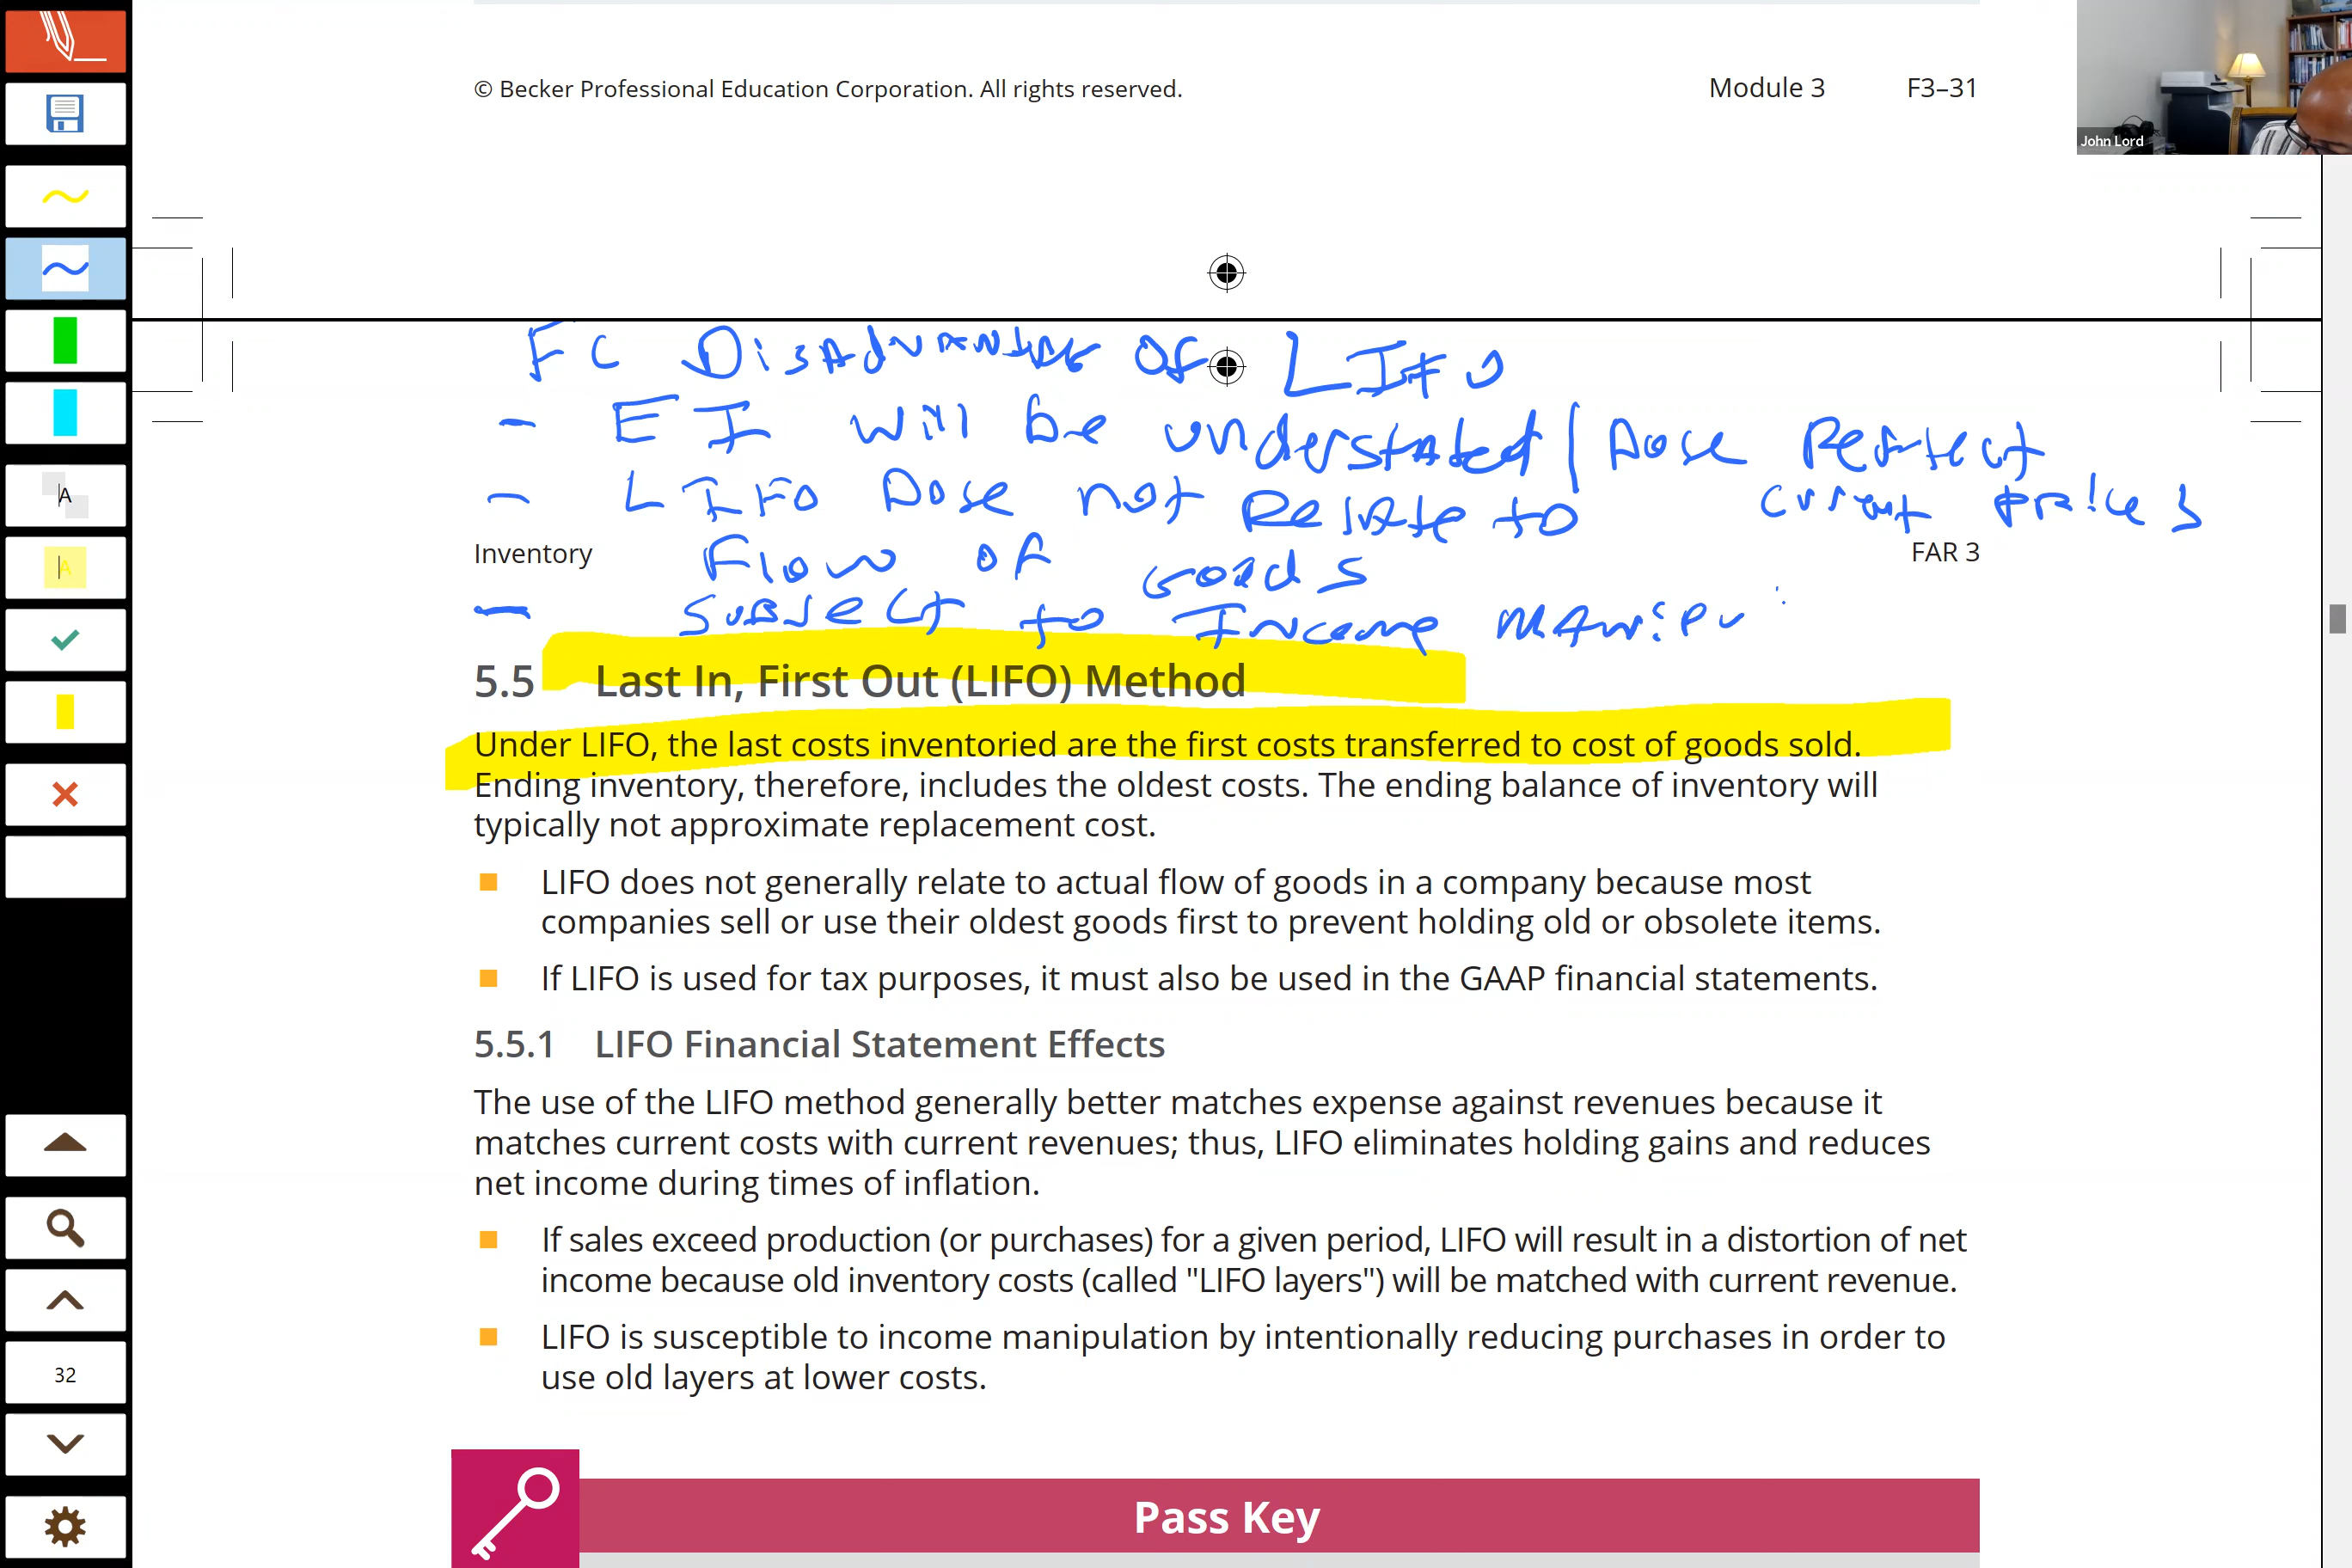 © Becker Professional Education Corporation. All rights reserved. Module 3 F3–31
John Lord
FC Disadvantage of LIFO
- EI will be understated | Dose Reflect current prices
- LIFO Dose not Relate to
Inventory Flow of Goods FAR 3
- Subject to Income Manipu
5.5 Last In, First Out (LIFO) Method
Under LIFO, the last costs inventoried are the first costs transferred to cost of goods sold.
Ending inventory, therefore, includes the oldest costs. The ending balance of inventory will
typically not approximate replacement cost.
LIFO does not generally relate to actual flow of goods in a company because most
companies sell or use their oldest goods first to prevent holding old or obsolete items.
If LIFO is used for tax purposes, it must also be used in the GAAP financial statements.
5.5.1 LIFO Financial Statement Effects
The use of the LIFO method generally better matches expense against revenues because it
matches current costs with current revenues; thus, LIFO eliminates holding gains and reduces
net income during times of inflation.
If sales exceed production (or purchases) for a given period, LIFO will result in a distortion of net
income because old inventory costs (called "LIFO layers") will be matched with current revenue.
LIFO is susceptible to income manipulation by intentionally reducing purchases in order to
use old layers at lower costs.
Pass Key
A
A
32